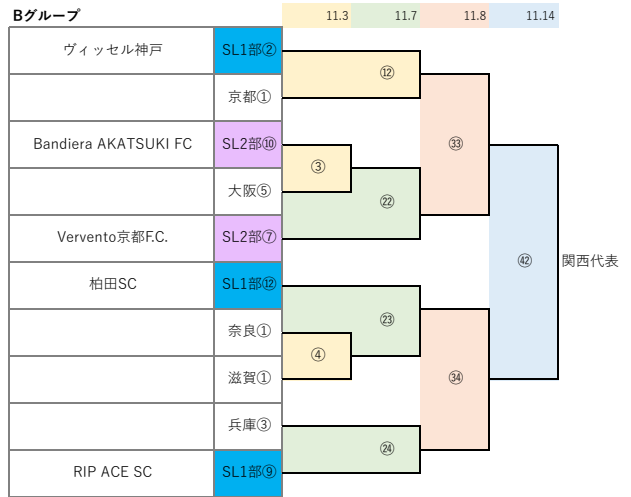 Bグループ 11.3 11.7 11.8 11.14
ヴィッセル神戸 SL1部②
⑫
京都①
Bandiera AKATSUKI FC SL2部⑩
③ ㉝
大阪⑤
㉒
Vervento京都F.C. SL2部⑦
㊷ 関西代表
柏田SC SL1部⑫
㉓
奈良①
④
滋賀① ㉞
兵庫③
㉔
RIP ACE SC SL1部⑨